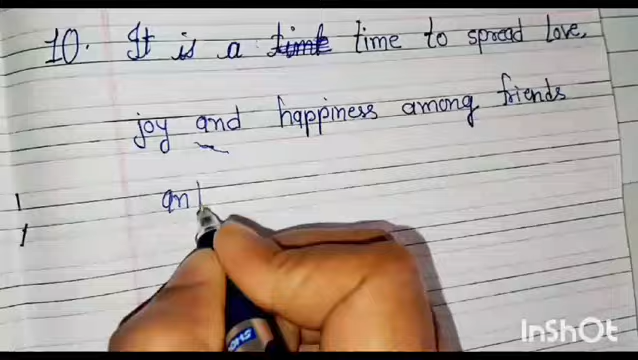 10. It is a time to spread love,
joy and happiness among friends
an
InShOt